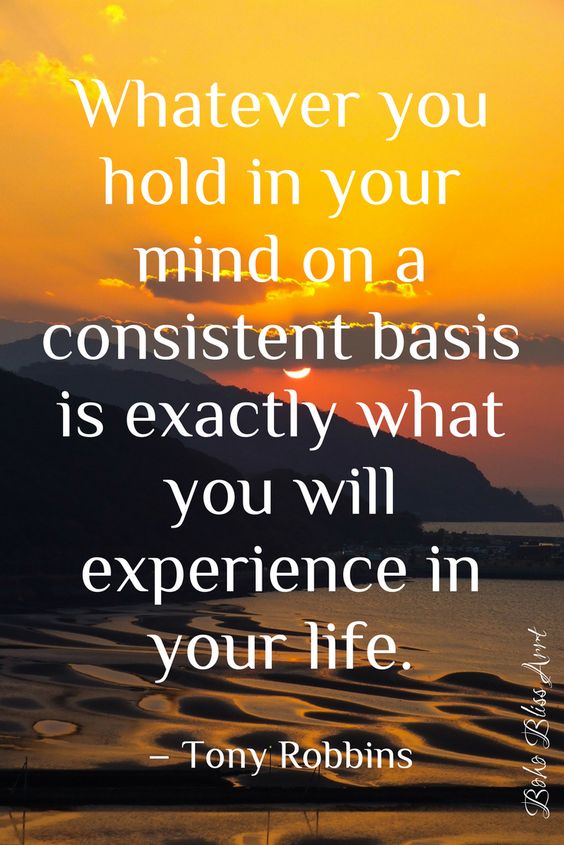 Whatever you
hold in your
mind on a
consistent basis
is exactly what
you will
experience in
your life.
– Tony Robbins
Boho Bliss Arrt